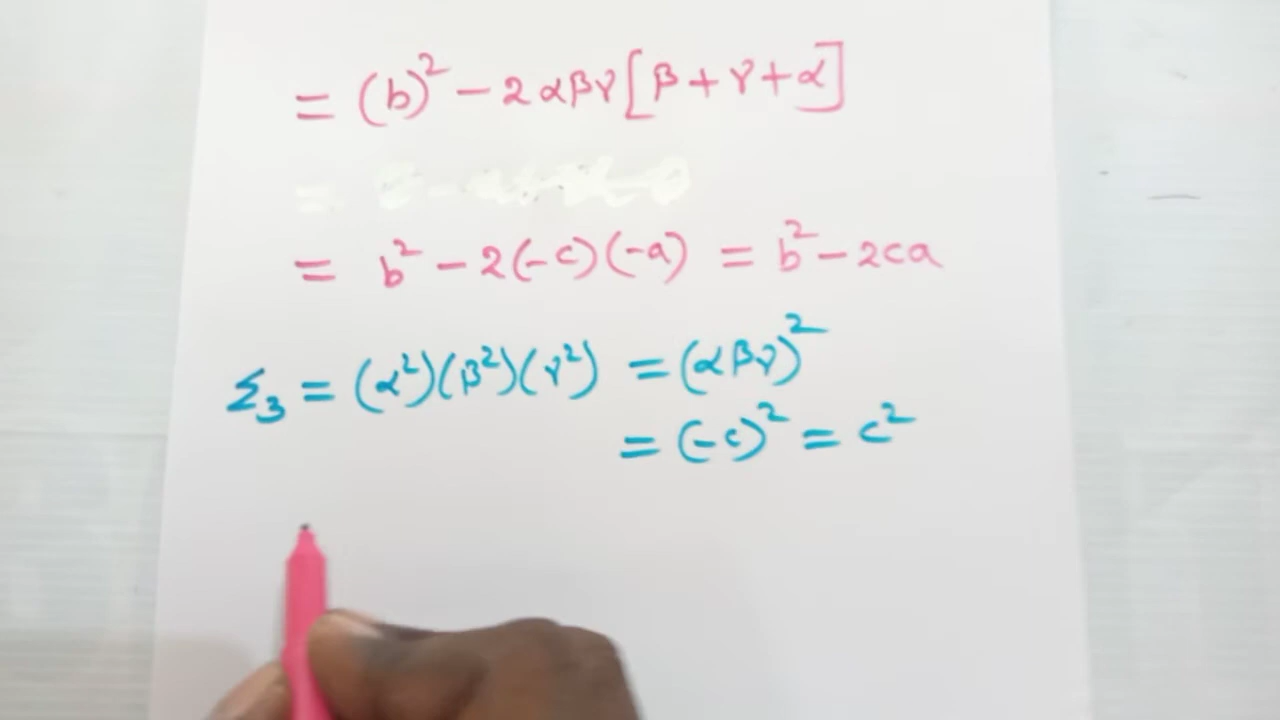 = (b)² - 2αβγ[β + γ + α]
= b² - 2(-c)(-a) = b² - 2ca
Σ₃ = (α²)(β²)(γ²) = (αβγ)²
= (-c)² = c²